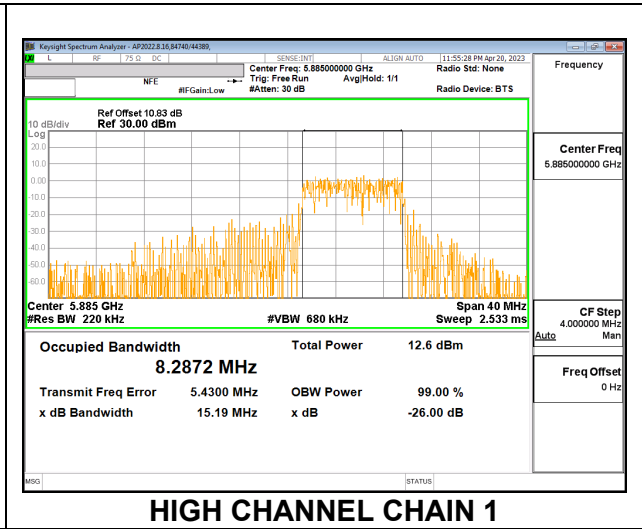 Keysight Spectrum Analyzer - AP2022.8.16,84740/44389,
L RF 75 Ω DC SENSE:INT ALIGN AUTO 11:55:28 PM Apr 20, 2023
Center Freq: 5.885000000 GHz Radio Std: None
NFE Trig: Free Run Avg|Hold: 1/1
#IFGain:Low #Atten: 30 dB Radio Device: BTS
Frequency
Ref Offset 10.83 dB
10 dB/div Ref 30.00 dBm
Log
20.0
10.0
0.00
-10.0
-20.0
-30.0
-40.0
-50.0
-60.0
Center 5.885 GHz Span 40 MHz
#Res BW 220 kHz #VBW 680 kHz Sweep 2.533 ms
Center Freq
5.885000000 GHz
CF Step
4.000000 MHz
Auto Man
Freq Offset
0 Hz
Occupied Bandwidth Total Power 12.6 dBm
8.2872 MHz
Transmit Freq Error 5.4300 MHz OBW Power 99.00 %
x dB Bandwidth 15.19 MHz x dB -26.00 dB
MSG STATUS
HIGH CHANNEL CHAIN 1